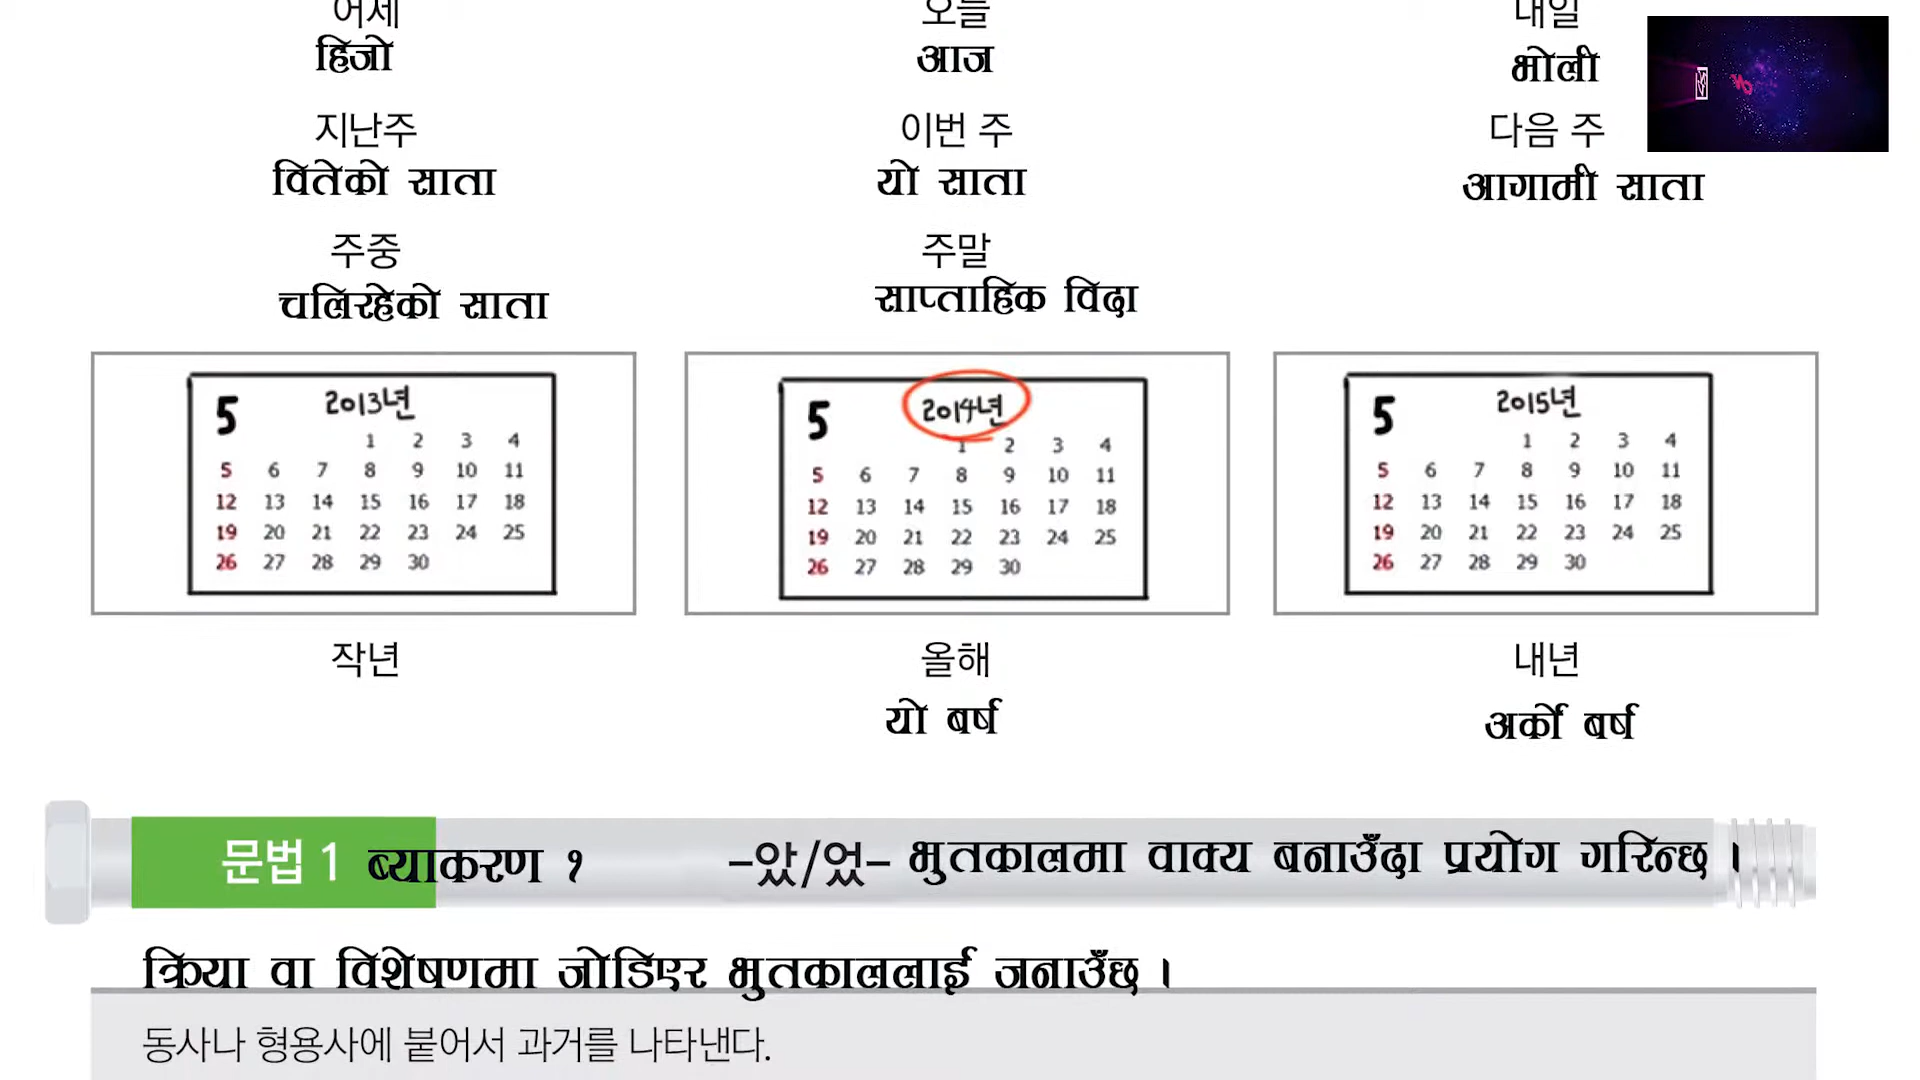 어제 오늘 내일
हिजो आज भोली
지난주 이번 주 다음 주
वितेको साता यो साता आगामी साता
주중 주말
चलिरहेको साता साप्ताहिक विदा
5 2013년
1 2 3 4
5 6 7 8 9 10 11
12 13 14 15 16 17 18
19 20 21 22 23 24 25
26 27 28 29 30
5 2014년
1 2 3 4
5 6 7 8 9 10 11
12 13 14 15 16 17 18
19 20 21 22 23 24 25
26 27 28 29 30
5 2015년
1 2 3 4
5 6 7 8 9 10 11
12 13 14 15 16 17 18
19 20 21 22 23 24 25
26 27 28 29 30
작년 올해 내년
यो बर्ष अर्को बर्ष
문법 1 ब्याकरण १ –았/었– भुतकालमा वाक्य बनाउँदा प्रयोग गरिन्छ ।
क्रिया वा विशेषणमा जोडिएर भुतकाललाई जनाउँछ ।
동사나 형용사에 붙어서 과거를 나타낸다.